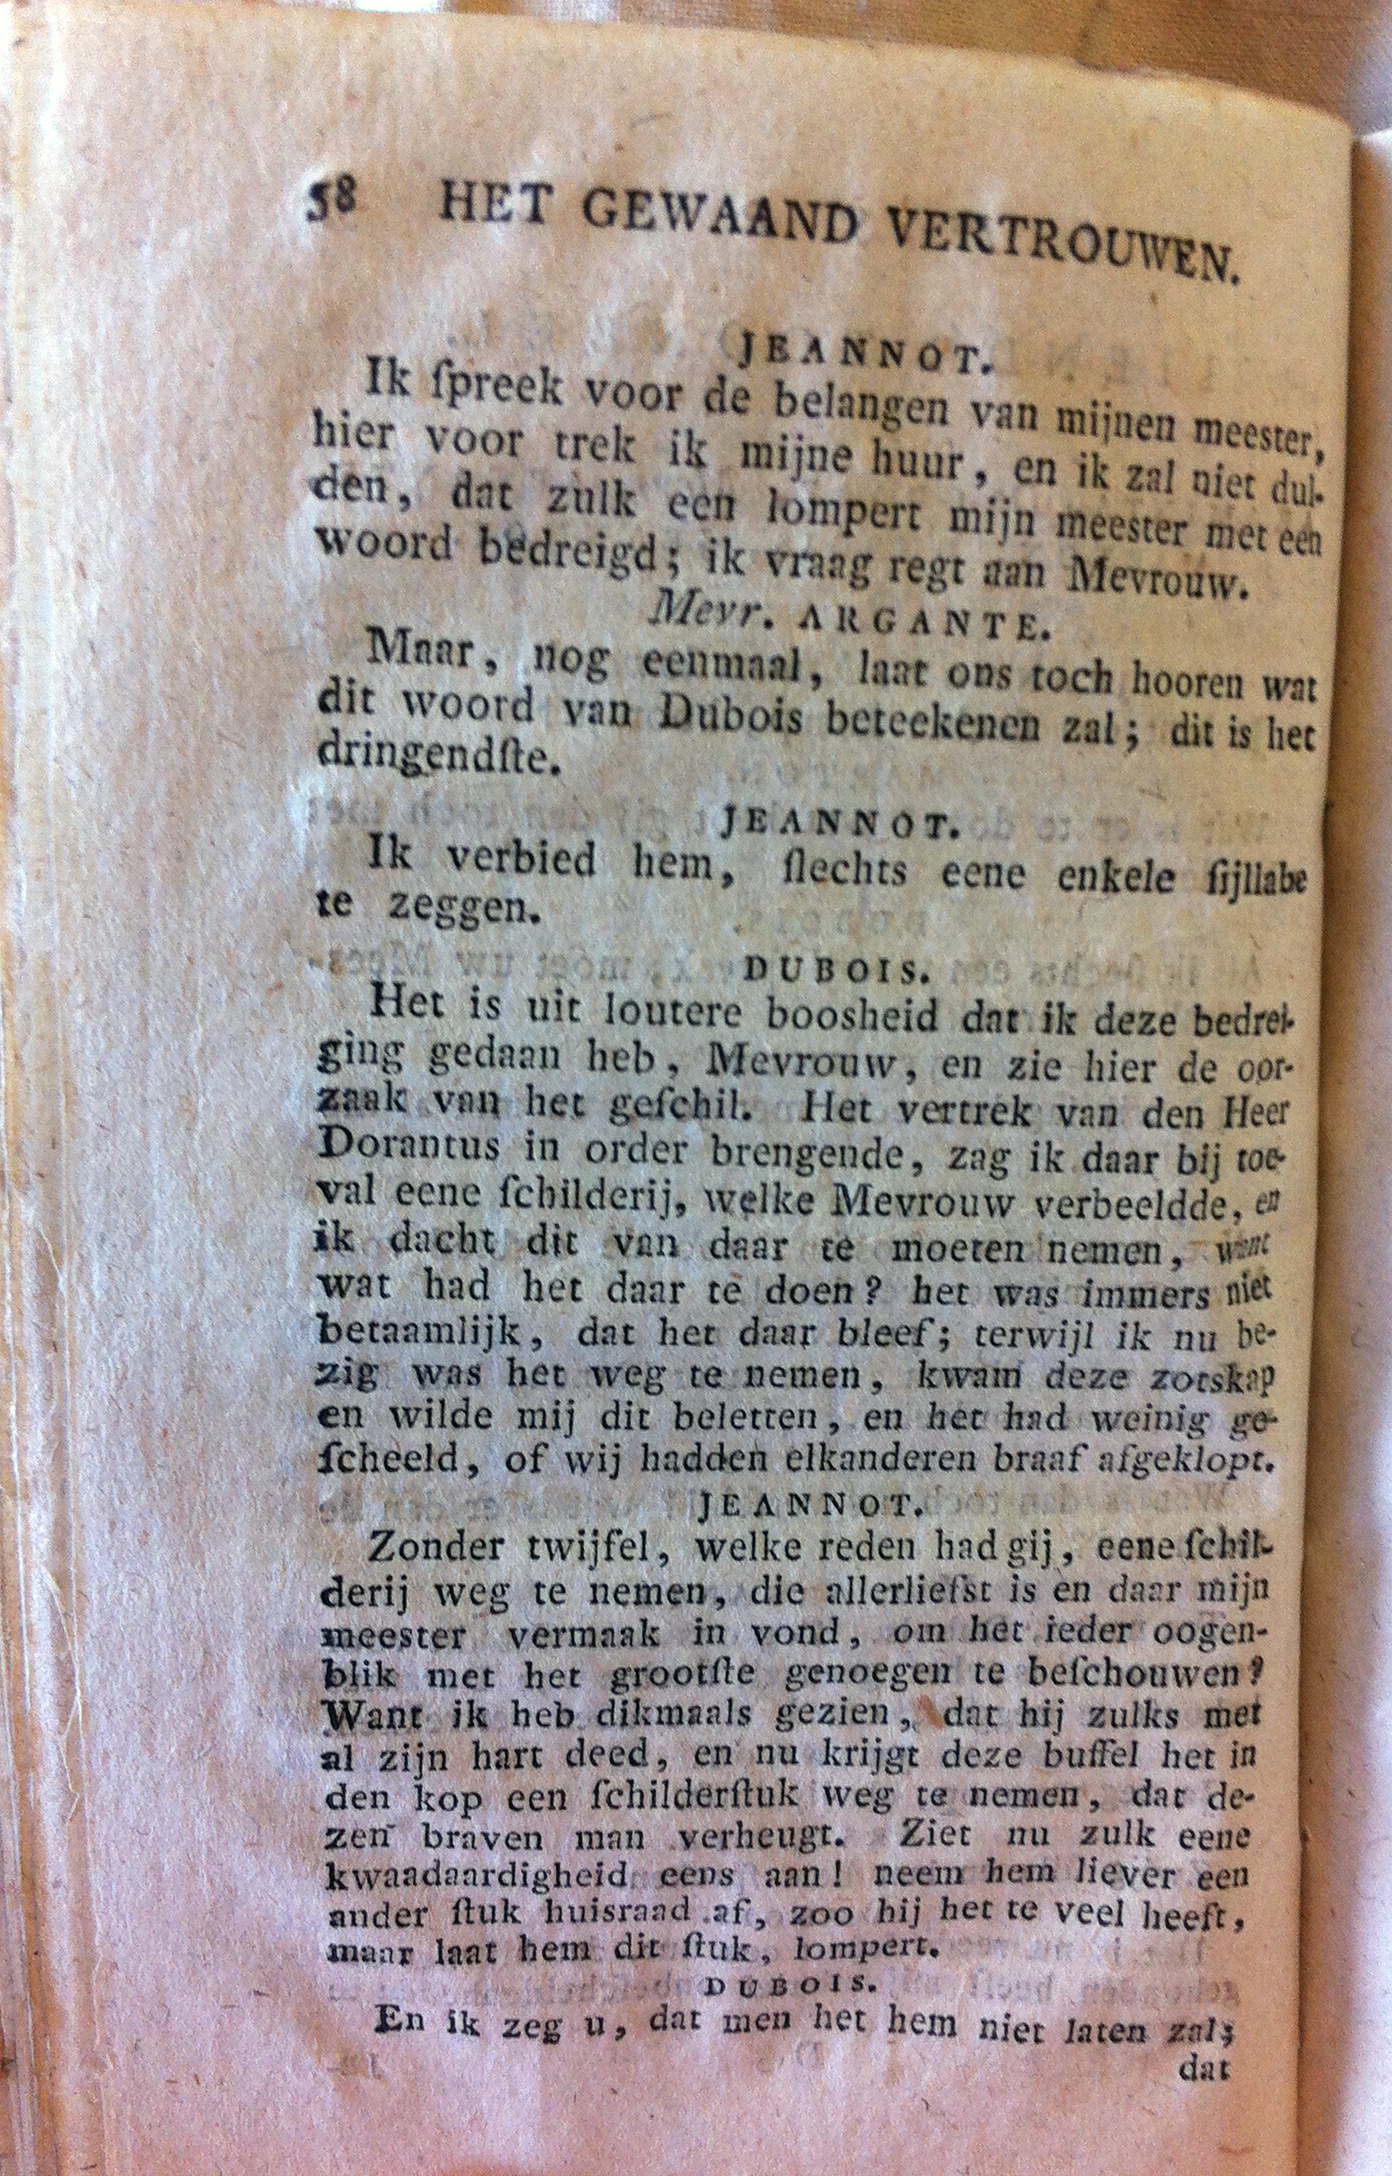 58 HET GEWAAND VERTROUWEN.
JEANNOT.
Ik ſpreek voor de belangen van mijnen meester,
hier voor trek ik mijne huur, en ik zal niet dul-
den, dat zulk een lompert mijn meester met een
woord bedreigd; ik vraag regt aan Mevrouw.
Mevr. ARGANTE.
Maar, nog eenmaal, laat ons toch hooren wat
dit woord van Dubois beteekenen zal; dit is het
dringendſte.
JEANNOT.
Ik verbied hem, ſlechts eene enkele ſijllabe
te zeggen.
DUBOIS.
Het is uit loutere boosheid dat ik deze bedrei-
ging gedaan heb, Mevrouw, en zie hier de oor-
zaak van het geſchil. Het vertrek van den Heer
Dorantus in order brengende, zag ik daar bij toe-
val eene ſchilderij, welke Mevrouw verbeeldde, en
ik dacht dit van daar te moeten nemen, want
wat had het daar te doen? het was immers niet
betaamlijk, dat het daar bleef; terwijl ik nu be-
zig was het weg te nemen, kwam deze zotskap
en wilde mij dit beletten, en het had weinig ge-
ſcheeld, of wij hadden elkanderen braaf afgeklopt.
JEANNOT.
Zonder twijfel, welke reden had gij, eene ſchil-
derij weg te nemen, die allerliefst is en daar mijn
meester vermaak in vond, om het ieder oogen-
blik met het grootſte genoegen te beſchouwen?
Want ik heb dikmaals gezien, dat hij zulks met
al zijn hart deed, en nu krijgt deze buffel het in
den kop een ſchilderſtuk weg te nemen, dat de-
zen braven man verheugt. Ziet nu zulk eene
kwaadaardigheid eens aan! neem hem liever een
ander ſtuk huisraad af, zoo hij het te veel heeft,
maar laat hem dit ſtuk, lompert.
DUBOIS.
En ik zeg u, dat men het hem niet laten zal;
dat